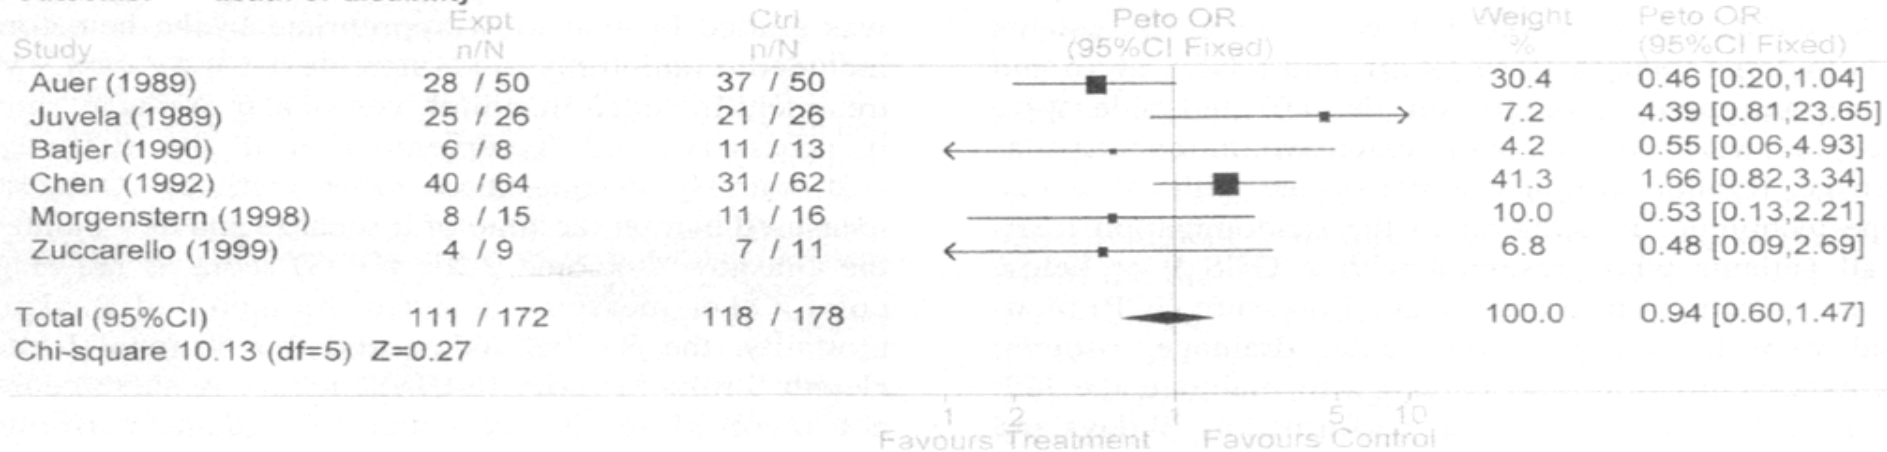 Expt Ctrl Peto OR Weight Peto OR
Study n/N n/N (95%CI Fixed) % (95%CI Fixed)
Auer (1989) 28 / 50 37 / 50 30.4 0.46 [0.20,1.04]
Juvela (1989) 25 / 26 21 / 26 7.2 4.39 [0.81,23.65]
Batjer (1990) 6 / 8 11 / 13 4.2 0.55 [0.06,4.93]
Chen (1992) 40 / 64 31 / 62 41.3 1.66 [0.82,3.34]
Morgenstern (1998) 8 / 15 11 / 16 10.0 0.53 [0.13,2.21]
Zuccarello (1999) 4 / 9 7 / 11 6.8 0.48 [0.09,2.69]
Total (95%CI) 111 / 172 118 / 178 100.0 0.94 [0.60,1.47]
Chi-square 10.13 (df=5) Z=0.27
1 2 1 5 10
Favours Treatment Favours Control